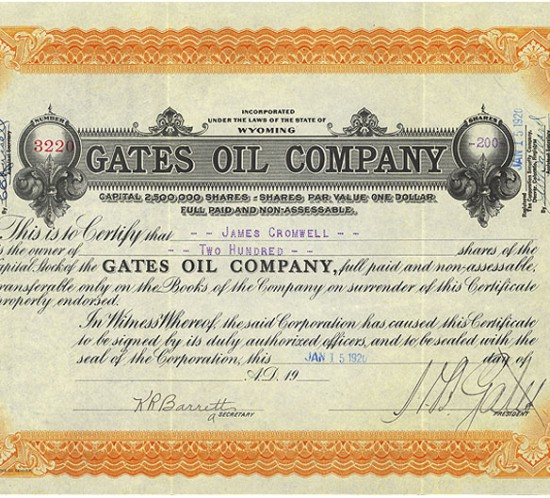 INCORPORATED
UNDER THE LAWS OF THE STATE OF
WYOMING
NUMBER
3220
SHARES
-200-
JAN 15 1920
GATES OIL COMPANY
CAPITAL 2,500,000 SHARES - SHARES PAR VALUE ONE DOLLAR
FULL PAID AND NON-ASSESSABLE.
This is to Certify that -- JAMES CROMWELL --
is the owner of -- TWO HUNDRED -- shares of the
Capital Stock of the GATES OIL COMPANY, full paid and non-assessable,
transferable only on the Books of the Company on surrender of this Certificate
properly endorsed.
In Witness Whereof, the said Corporation has caused this Certificate
to be signed by its duly authorized officers, and to be sealed with the
seal of the Corporation, this JAN 15 1920 day of
A.D. 19
K R Barrett
SECRETARY
PRESIDENT